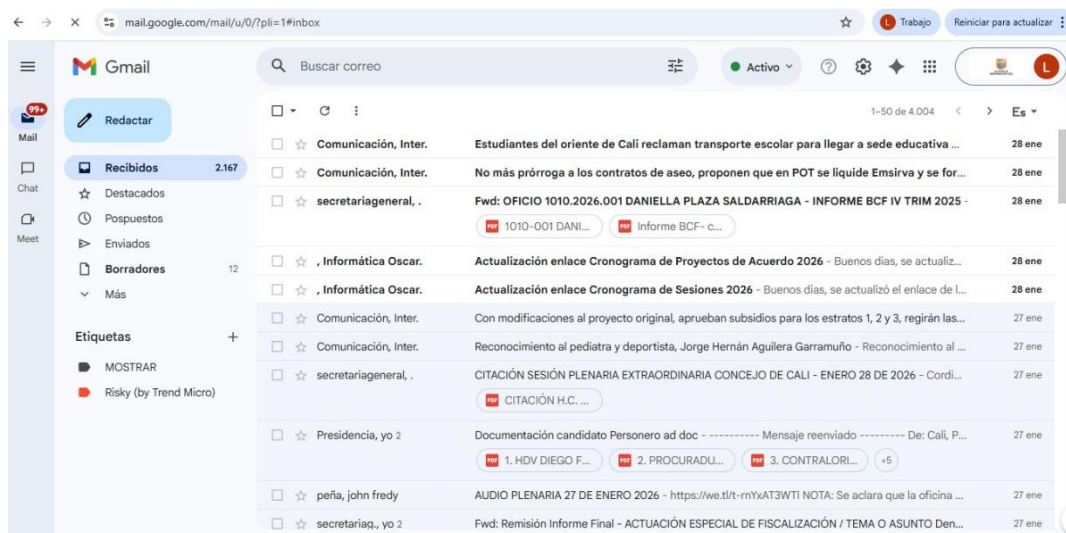 mail.google.com/mail/u/0/?pli=1#inbox
L Trabajo
Reiniciar para actualizar
Gmail
Buscar correo
Activo
L
99+
Mail
Chat
Meet
Redactar
Recibidos 2.167
Destacados
Pospuestos
Enviados
Borradores 12
Más
Etiquetas
MOSTRAR
Risky (by Trend Micro)
1–50 de 4.004 Es
Comunicación, Inter. Estudiantes del oriente de Cali reclaman transporte escolar para llegar a sede educativa ... 28 ene
Comunicación, Inter. No más prórroga a los contratos de aseo, proponen que en POT se liquide Emsirva y se for... 28 ene
secretariageneral, . Fwd: OFICIO 1010.2026.001 DANIELLA PLAZA SALDARRIAGA - INFORME BCF IV TRIM 2025 - 28 ene
PDF 1010-001 DANI... PDF Informe BCF- c...
, Informática Oscar. Actualización enlace Cronograma de Proyectos de Acuerdo 2026 - Buenos dias, se actualiz... 28 ene
, Informática Oscar. Actualización enlace Cronograma de Sesiones 2026 - Buenos días, se actualizó el enlace de l... 28 ene
Comunicación, Inter. Con modificaciones al proyecto original, aprueban subsidios para los estratos 1, 2 y 3, regirán las... 27 ene
Comunicación, Inter. Reconocimiento al pediatra y deportista, Jorge Hernán Aguilera Garramuño - Reconocimiento al ... 27 ene
secretariageneral, . CITACIÓN SESIÓN PLENARIA EXTRAORDINARIA CONCEJO DE CALI - ENERO 28 DE 2026 - Cordi... 27 ene
PDF CITACIÓN H.C. ...
Presidencia, yo 2 Documentación candidato Personero ad doc - ---------- Mensaje reenviado --------- De: Cali, P... 27 ene
PDF 1. HDV DIEGO F... PDF 2. PROCURADU... PDF 3. CONTRALORI... +5
peña, john fredy AUDIO PLENARIA 27 DE ENERO 2026 - https://we.tl/t-rnYxAT3WTl NOTA: Se aclara que la oficina ... 27 ene
secretariag., yo 2 Fwd: Remisión Informe Final - ACTUACIÓN ESPECIAL DE FISCALIZACIÓN / TEMA O ASUNTO Den... 27 ene